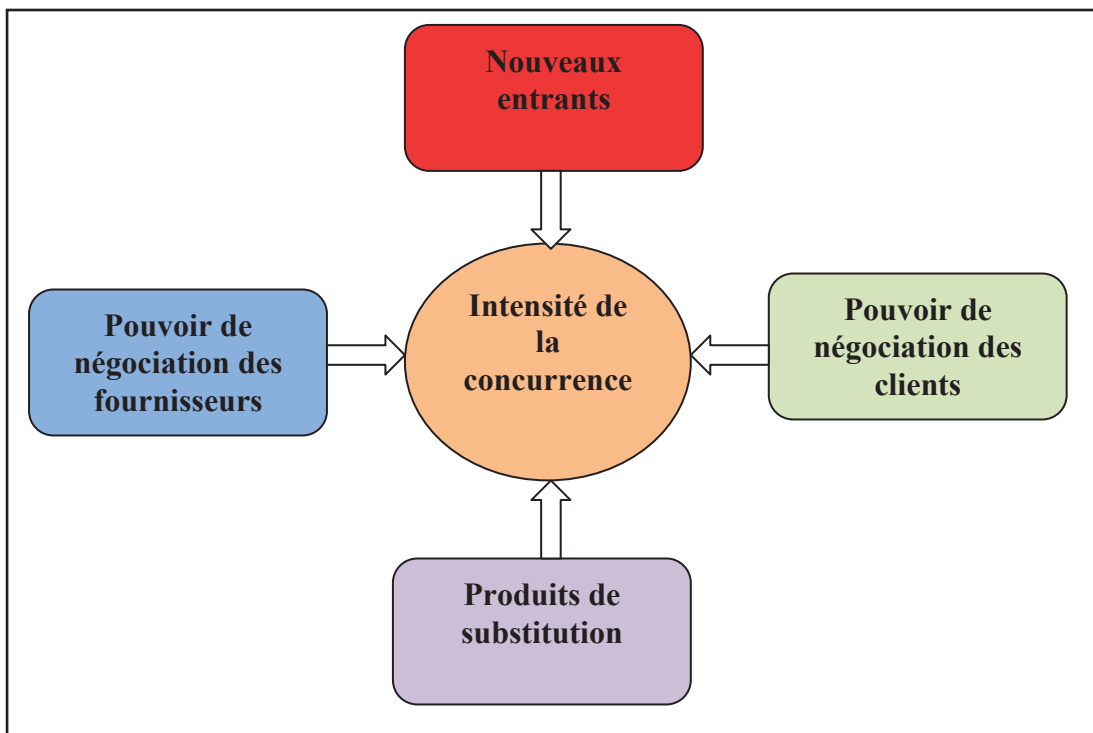 Nouveaux
entrants
Pouvoir de
négociation des
fournisseurs
Intensité de
la
concurrence
Pouvoir de
négociation des
clients
Produits de
substitution